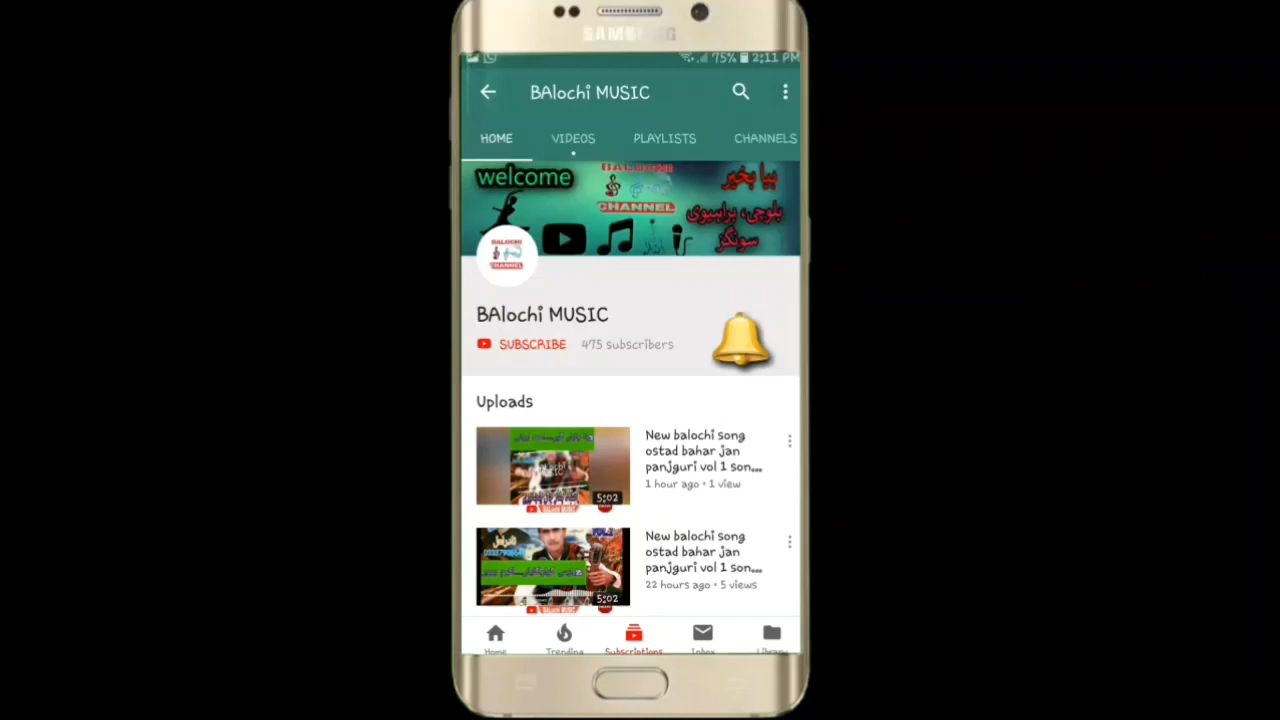 SAMSUNG
75% 2:11 PM
BAlochi MUSIC
HOME VIDEOS PLAYLISTS CHANNELS
welcome
BALOCHI
CHANNEL
بیا بخیر
بلوچی، براہیوی
سونگز
BALOCHI
CHANNEL
BAlochi MUSIC
SUBSCRIBE 475 subscribers
Uploads
New balochi song
ostad bahar jan
panjguri vol 1 son...
1 hour ago • 1 view
5:02
New balochi song
ostad bahar jan
panjguri vol 1 son...
22 hours ago • 5 views
5:02
Home Trending Subscriptions Inbox Library